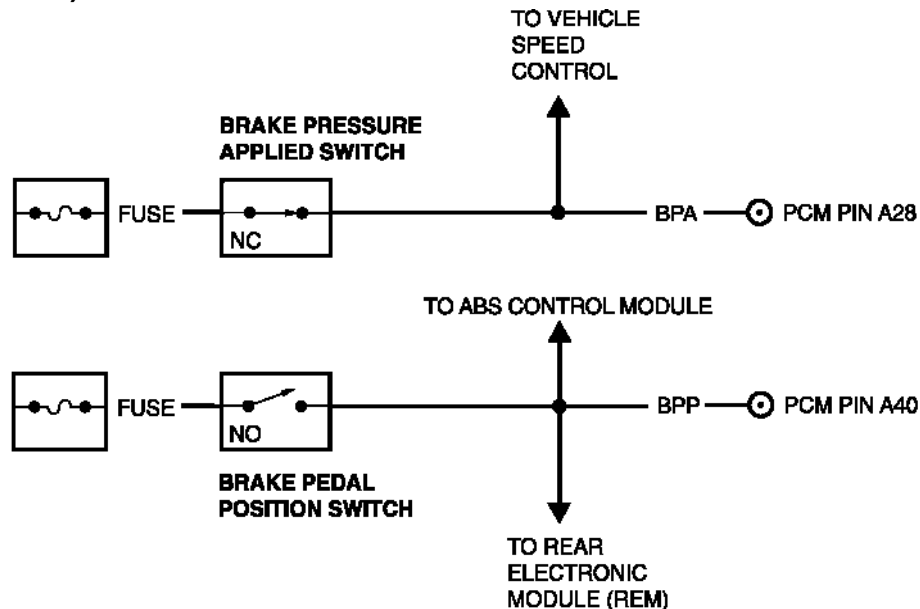 TO VEHICLE
SPEED
CONTROL
BRAKE PRESSURE
APPLIED SWITCH
FUSE
NC
BPA
PCM PIN A28
TO ABS CONTROL MODULE
FUSE
NO
BPP
PCM PIN A40
BRAKE PEDAL
POSITION SWITCH
TO REAR
ELECTRONIC
MODULE (REM)